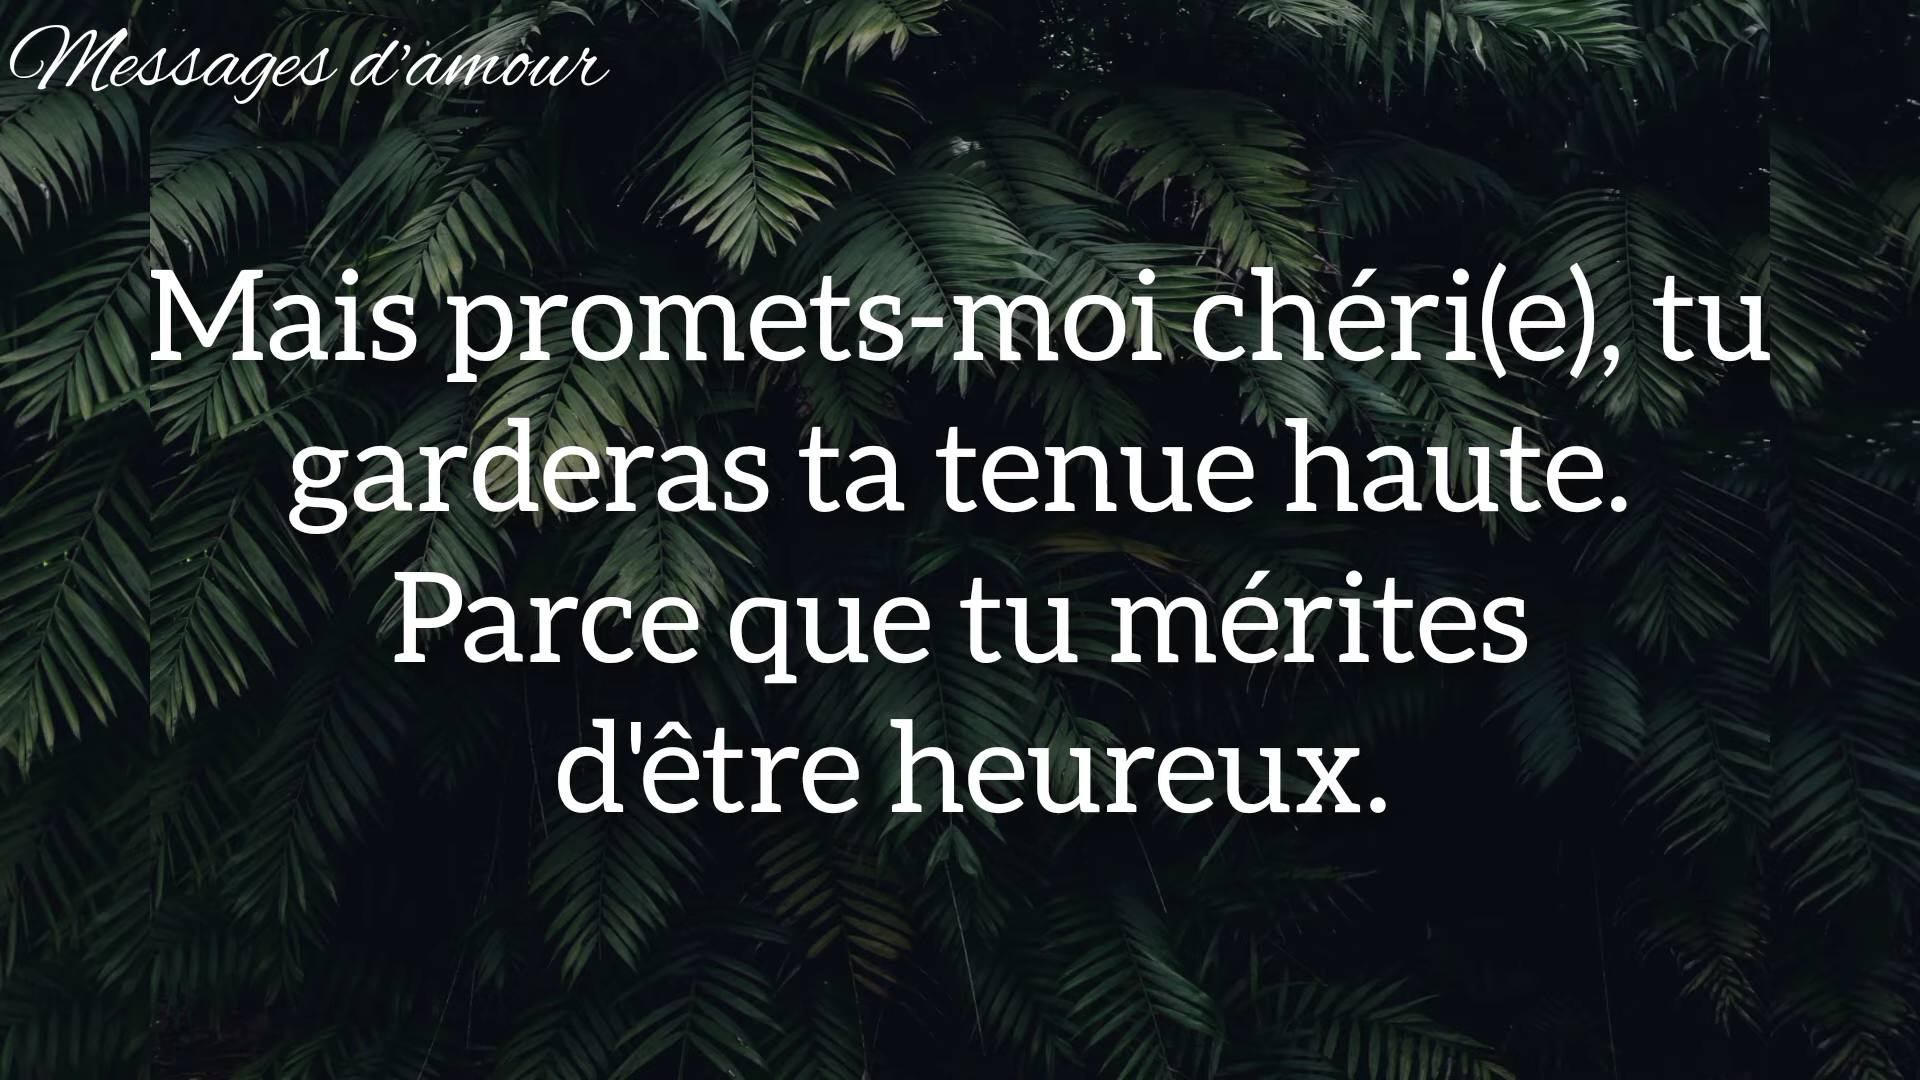 Messages d'amour
Mais promets-moi chéri(e), tu
garderas ta tenue haute.
Parce que tu mérites
d'être heureux.